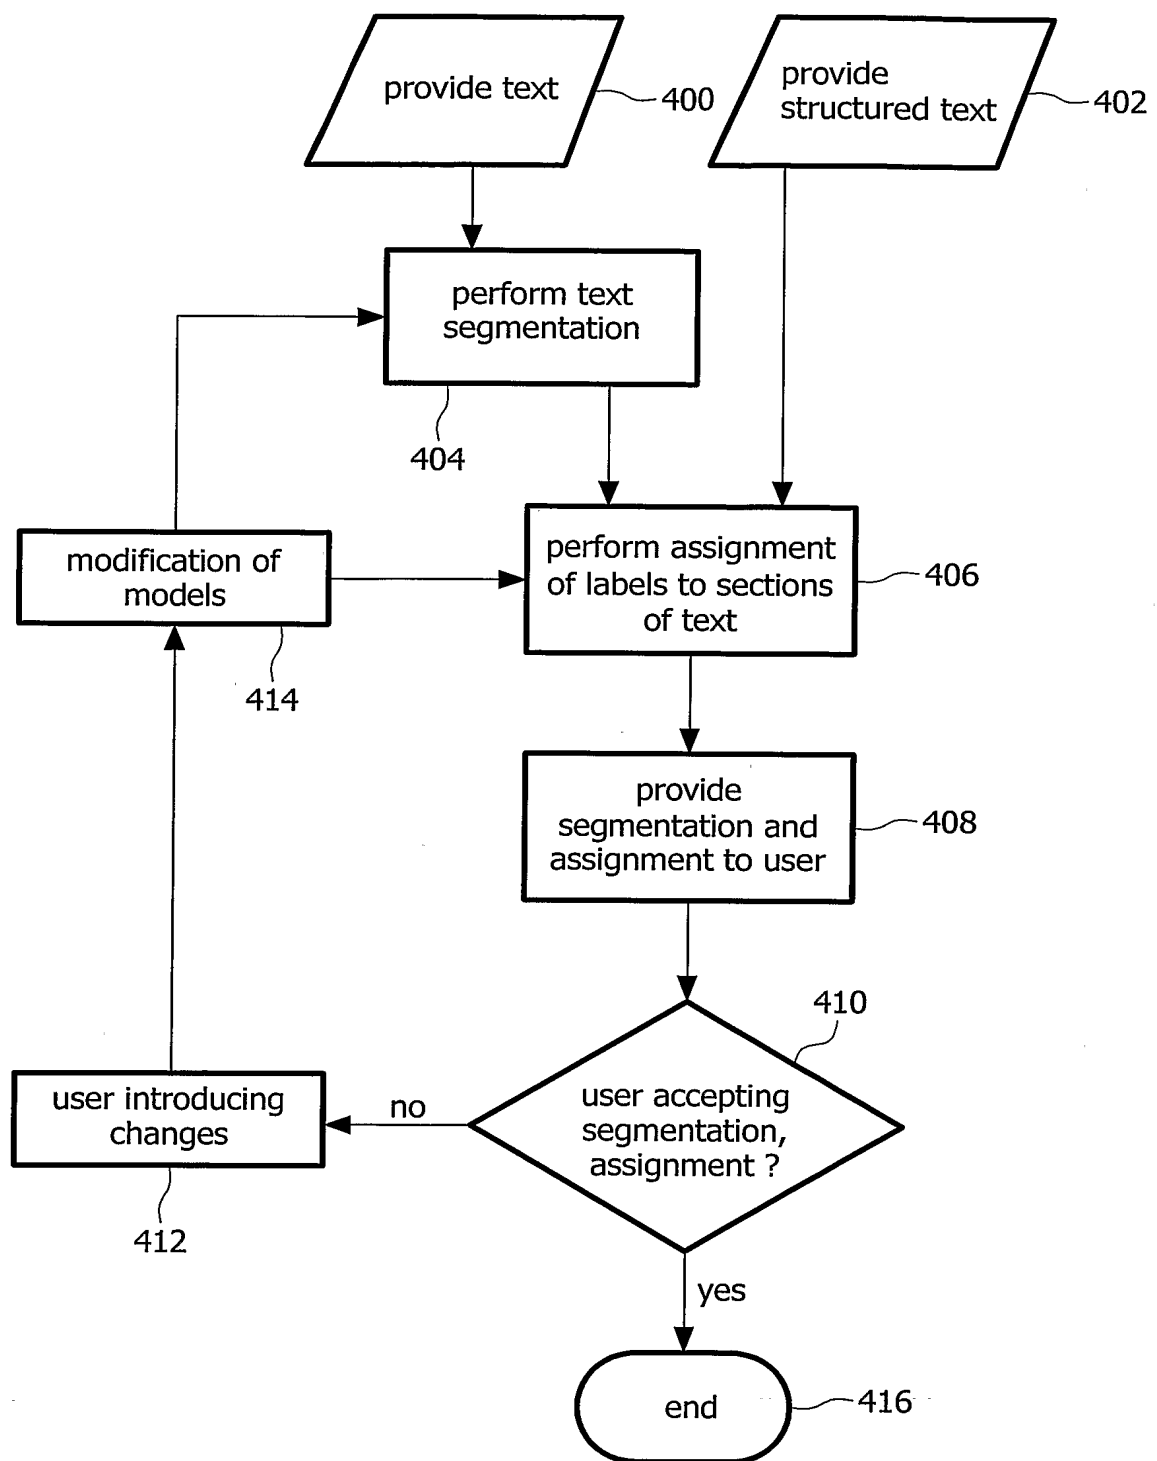 provide text
400
provide
structured text
402
perform text
segmentation
404
modification of
models
414
perform assignment
of labels to sections
of text
406
provide
segmentation and
assignment to user
408
410
user accepting
segmentation,
assignment ?
no
user introducing
changes
412
yes
end
416